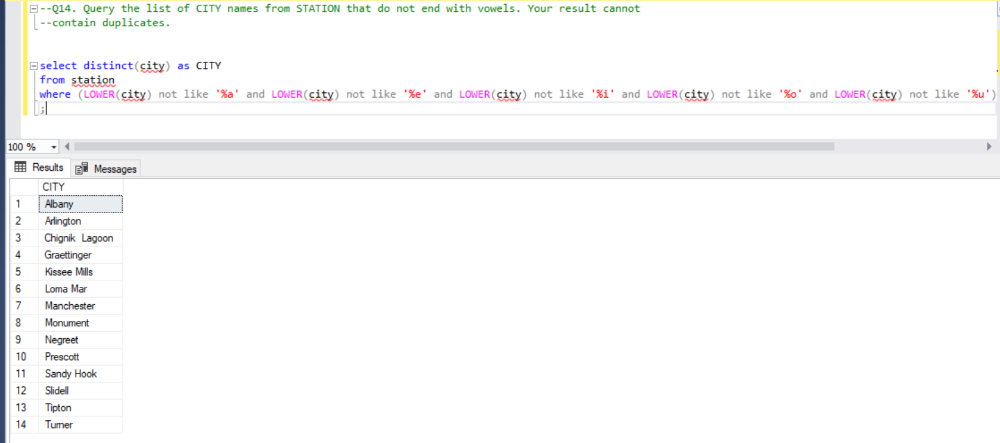 --Q14. Query the list of CITY names from STATION that do not end with vowels. Your result cannot
--contain duplicates.
select distinct(city) as CITY
from station
where (LOWER(city) not like '%a' and LOWER(city) not like '%e' and LOWER(city) not like '%i' and LOWER(city) not like '%o' and LOWER(city) not like '%u')
;
100 %
Results Messages
CITY
1 Albany
2 Arlington
3 Chignik Lagoon
4 Graettinger
5 Kissee Mills
6 Loma Mar
7 Manchester
8 Monument
9 Negreet
10 Prescott
11 Sandy Hook
12 Slidell
13 Tipton
14 Turner